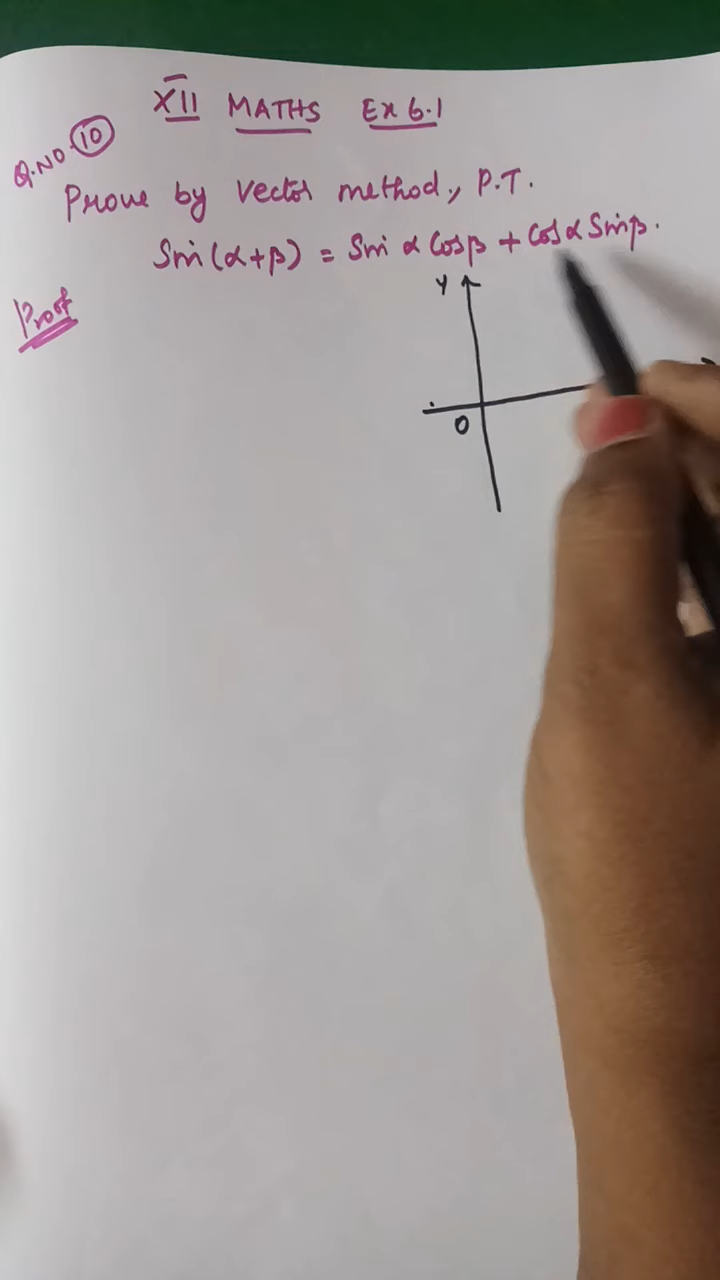 XII MATHS Ex 6.1
Q.NO. 10
Prove by vector method, P.T.
Sin(α+β) = Sin α Cosβ + Cosα Sinβ.
Proof
Y
O